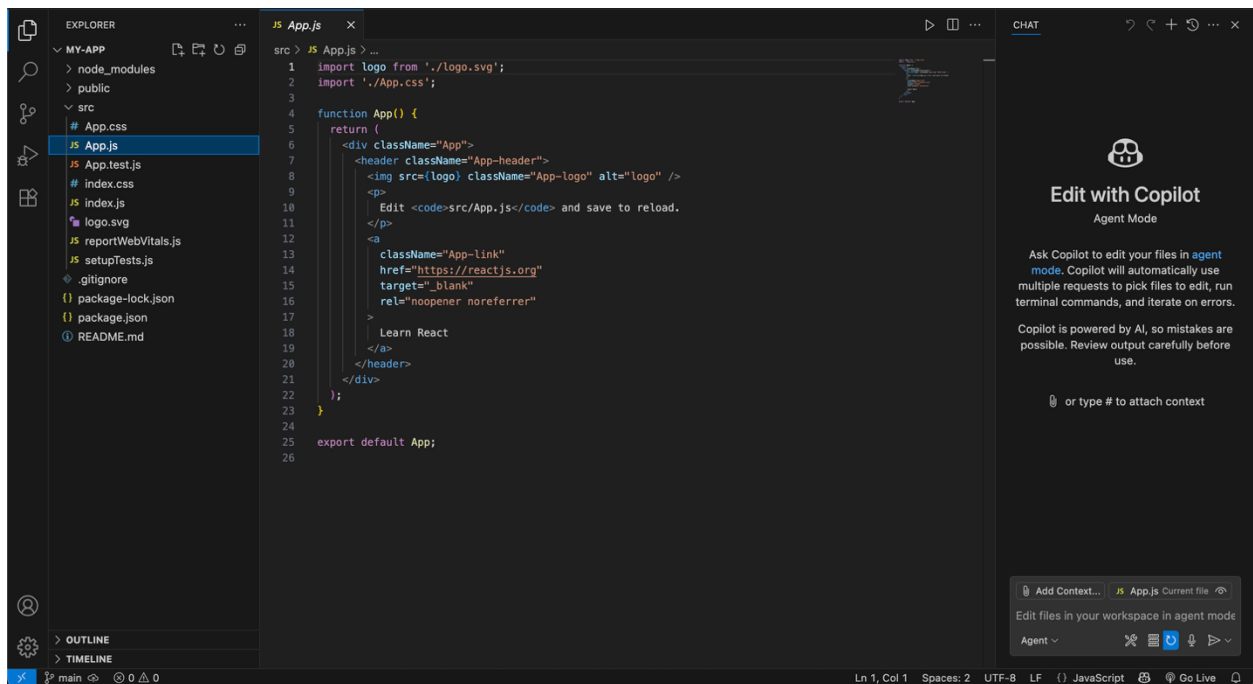 EXPLORER
MY-APP
node_modules
public
src
# App.css
JS App.js
JS App.test.js
# index.css
JS index.js
logo.svg
JS reportWebVitals.js
JS setupTests.js
.gitignore
{} package-lock.json
{} package.json
README.md
OUTLINE
TIMELINE
JS App.js
src > JS App.js > ...
1 import logo from './logo.svg';
2 import './App.css';
3
4 function App() {
5 return (
6 <div className="App">
7 <header className="App-header">
8 <img src={logo} className="App-logo" alt="logo" />
9 <p>
10 Edit <code>src/App.js</code> and save to reload.
11 </p>
12 <a
13 className="App-link"
14 href="https://reactjs.org"
15 target="_blank"
16 rel="noopener noreferrer"
17 >
18 Learn React
19 </a>
20 </header>
21 </div>
22 );
23 }
24
25 export default App;
26
CHAT
Edit with Copilot
Agent Mode
Ask Copilot to edit your files in agent
mode. Copilot will automatically use
multiple requests to pick files to edit, run
terminal commands, and iterate on errors.
Copilot is powered by AI, so mistakes are
possible. Review output carefully before
use.
or type # to attach context
Add Context... JS App.js Current file
Edit files in your workspace in agent mode
Agent
main 0 0 Ln 1, Col 1 Spaces: 2 UTF-8 LF {} JavaScript Go Live